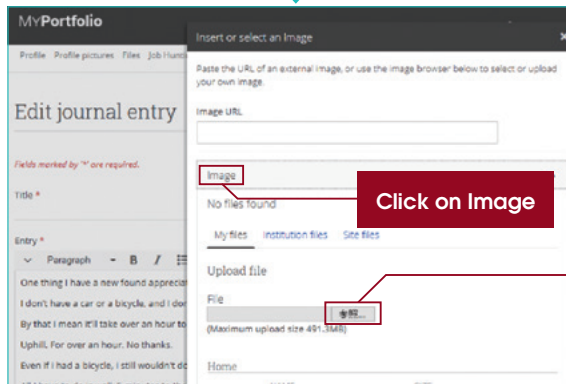 MYPortfolio
Profile Profile pictures Files Job Hunti
Edit journal entry
Fields marked by '*' are required.
Title *
Entry *
Paragraph B I
One thing I have a new found appreciat
I don't have a car or a bicycle, and I dor
By that I mean it'll take over an hour to
Uphill. For over an hour. No thanks.
Even if I had a bicycle, I still wouldn't do
Insert or select an Image
×
Paste the URL of an external image, or use the image browser below to select or upload
your own image.
Image URL
Image
Click on Image
No files found
My files Institution files Site files
Upload file
File
参照...
(Maximum upload size 491.3MB)
Home